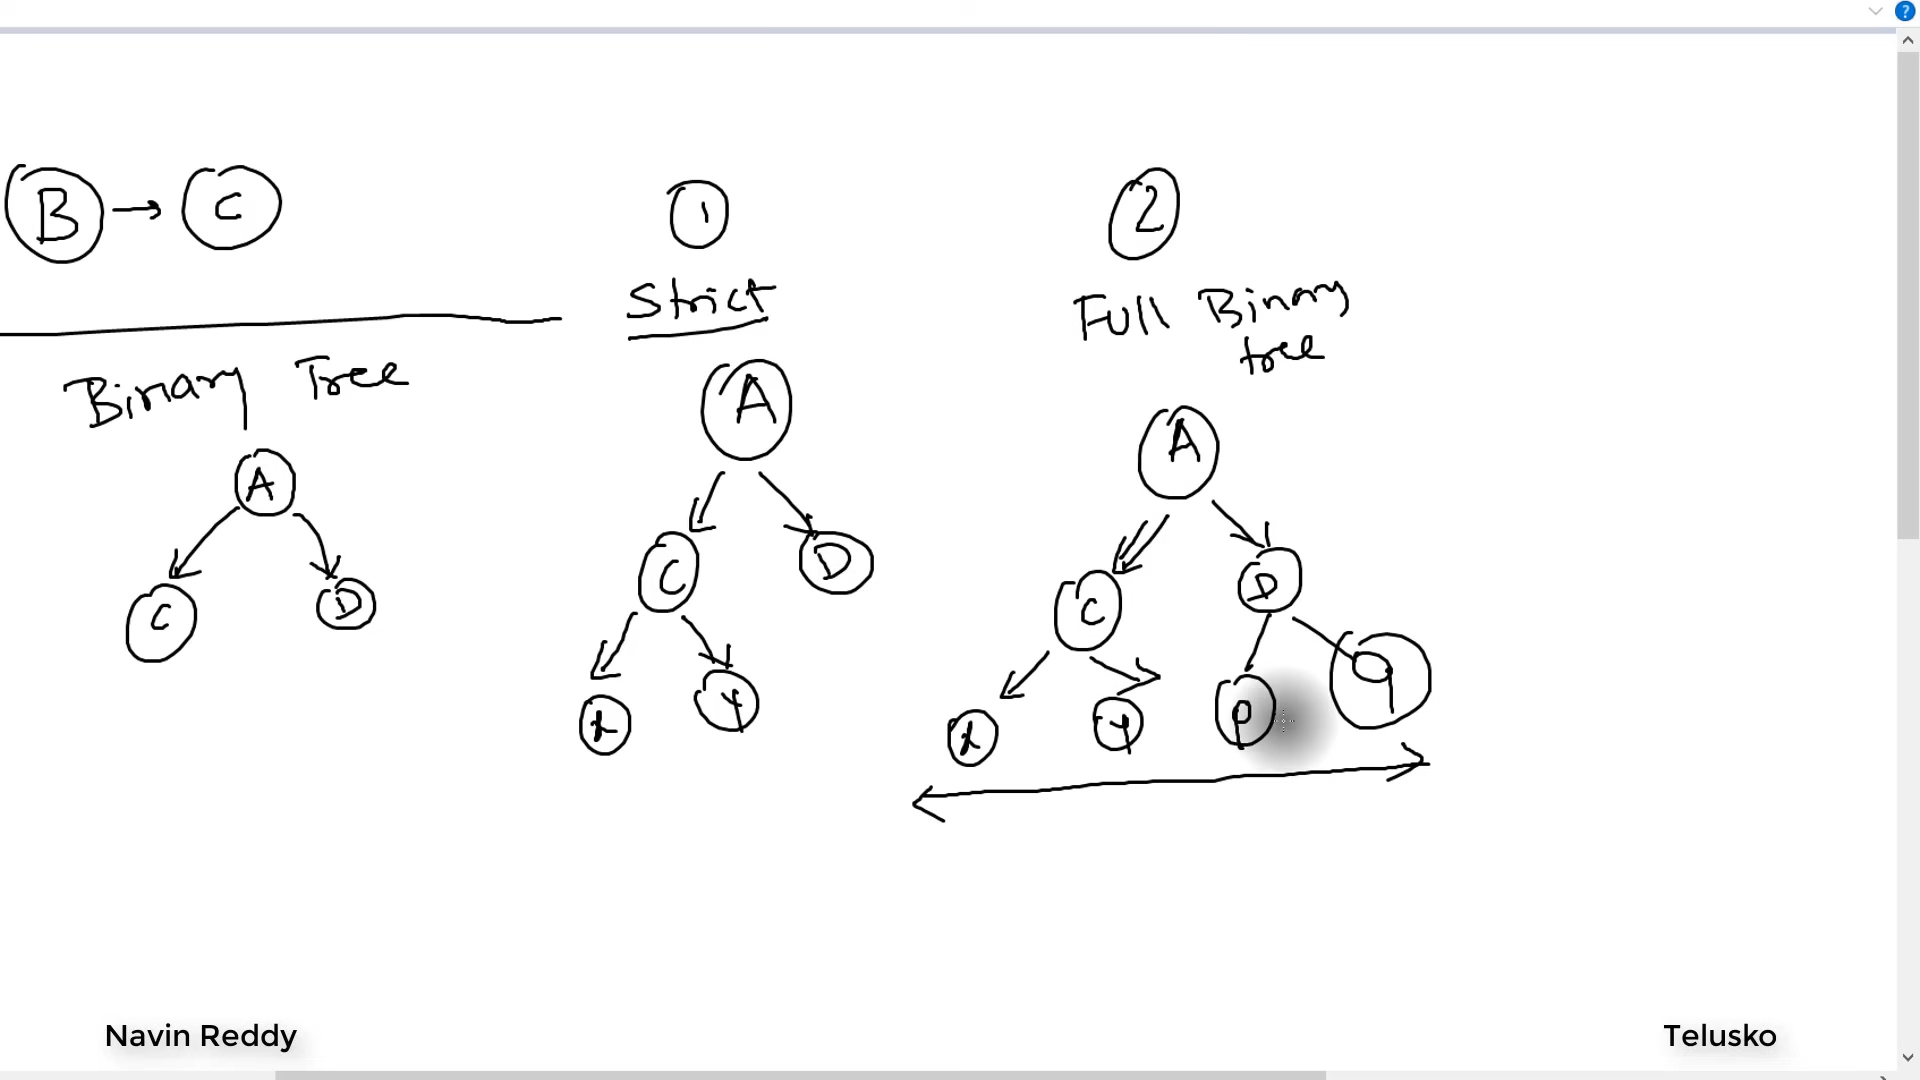 B → C
1
2
Strict
Full Binary
tree
Binary Tree
A
C D
A
C D
x y
A
C D
x y p q
Navin Reddy
Telusko
?